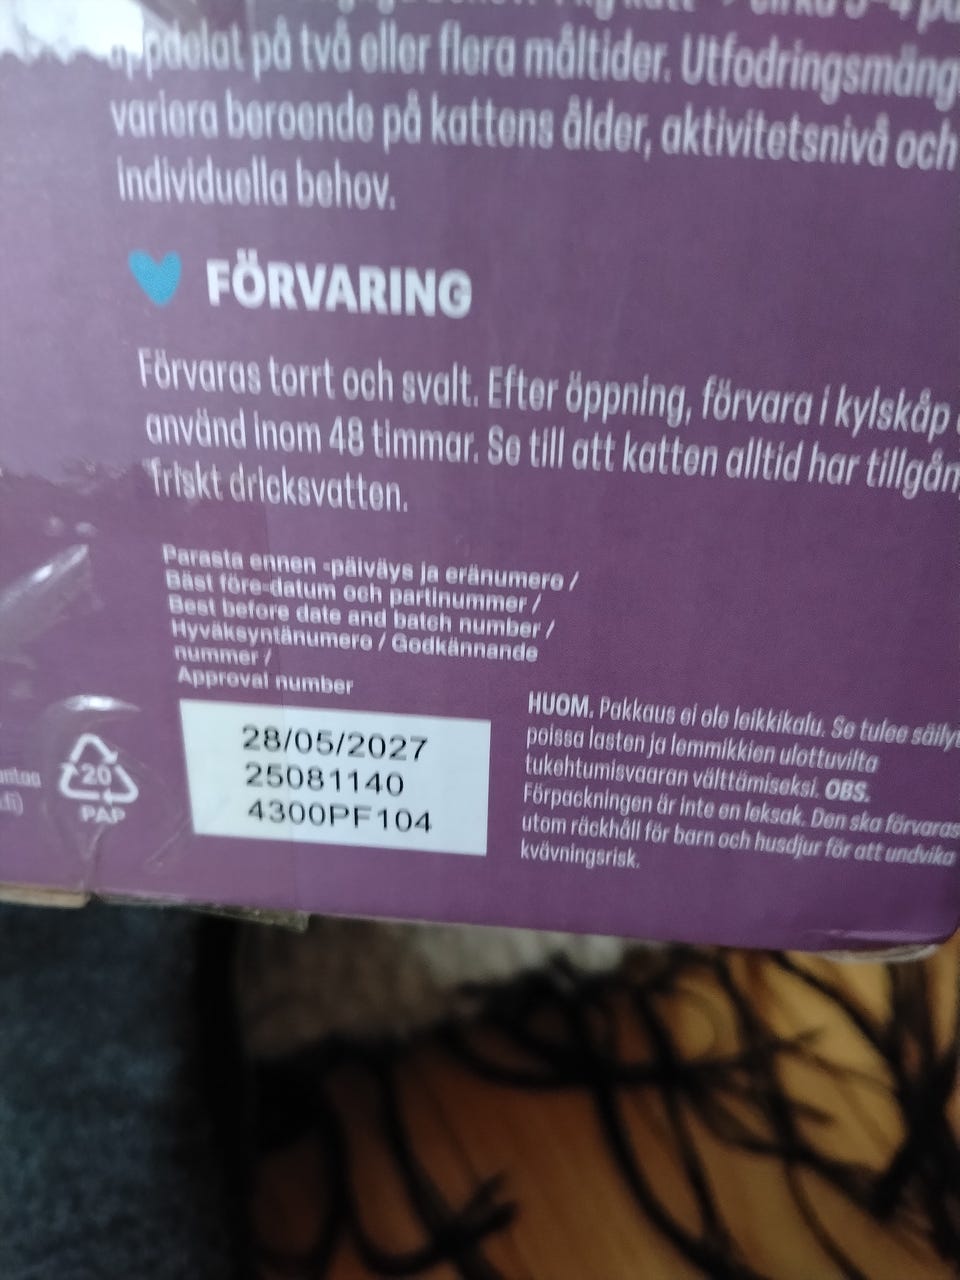 på två eller flera måltider. Utfodringsmäng
variera beroende på kattens ålder, aktivitetsnivå och
individuella behov.
FÖRVARING
Förvaras torrt och svalt. Efter öppning, förvara i kylskåp
använd inom 48 timmar. Se till att katten alltid har tillgån
friskt dricksvatten.
Parasta ennen -päiväys ja eränumero /
Bäst före-datum och partinummer /
Best before date and batch number /
Hyväksyntänumero / Godkännande
nummer /
Approval number
28/05/2027
25081140
4300PF104
20
PAP
HUOM. Pakkaus ei ole leikkikalu. Se tulee säily
poissa lasten ja lemmikkien ulottuvilta
tukehtumisvaaran välttämiseksi. OBS.
Förpackningen är inte en leksak. Den ska förvaras
utom räckhåll för barn och husdjur för att undvika
kvävningsrisk.